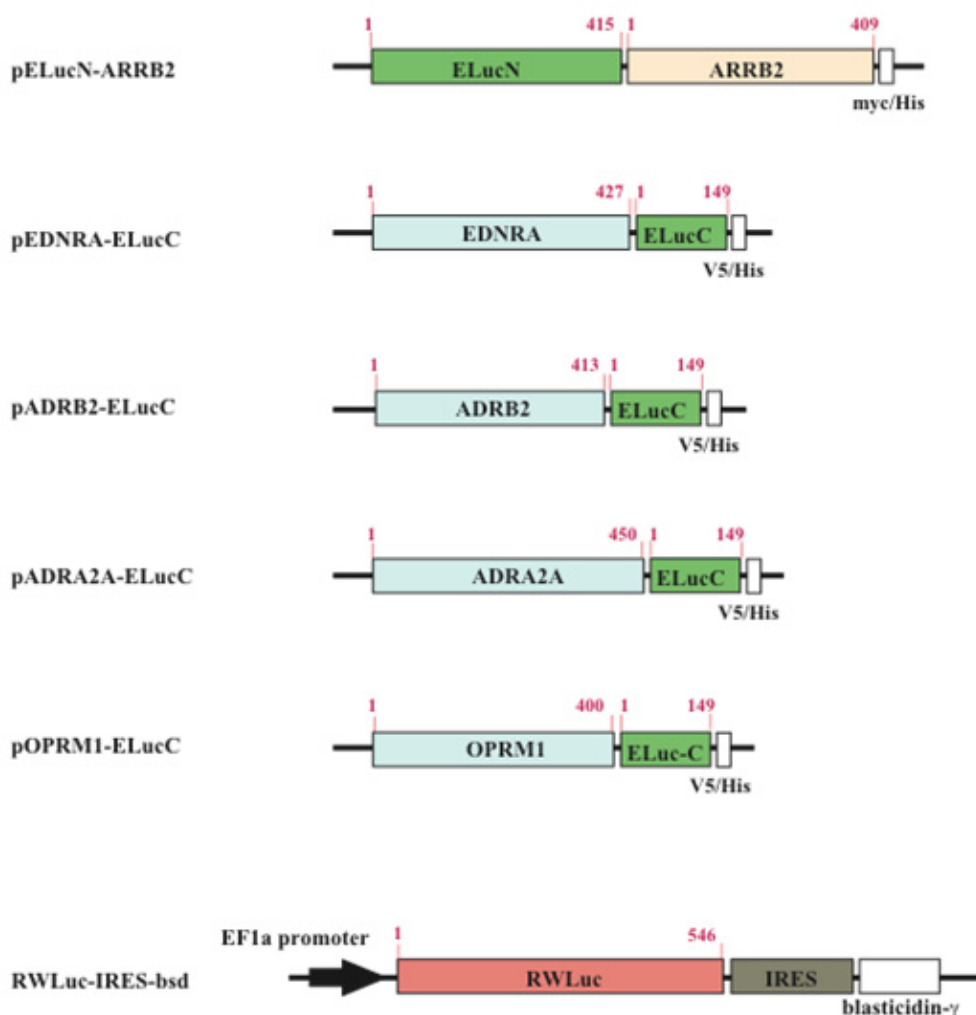 1 415 1 409
pELucN-ARRB2 ELucN ARRB2
myc/His
1 427 1 149
pEDNRA-ELucC EDNRA ELucC
V5/His
1 413 1 149
pADRB2-ELucC ADRB2 ELucC
V5/His
1 450 1 149
pADRA2A-ELucC ADRA2A ELucC
V5/His
1 400 1 149
pOPRM1-ELucC OPRM1 ELuc-C
V5/His
EF1a promoter 1 546
RWLuc-IRES-bsd RWLuc IRES
blasticidin-γ